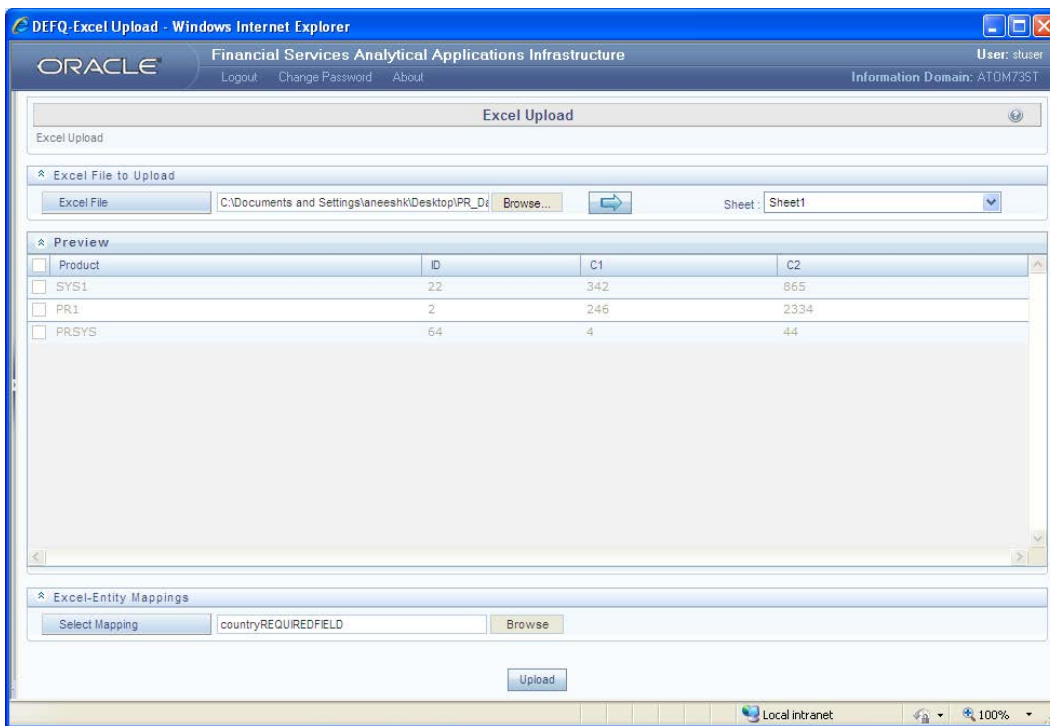 DEFQ-Excel Upload - Windows Internet Explorer
ORACLE
Financial Services Analytical Applications Infrastructure
User: stuser
Logout Change Password About
Information Domain: ATOM73ST
Excel Upload
Excel Upload
Excel File to Upload
Excel File C:\Documents and Settings\aneeshk\Desktop\PR_Da Browse... Sheet : Sheet1
Preview
Product ID C1 C2
SYS1 22 342 865
PR1 2 246 2334
PRSYS 64 4 44
Excel-Entity Mappings
Select Mapping countryREQUIREDFIELD Browse
Upload
Local intranet 100%